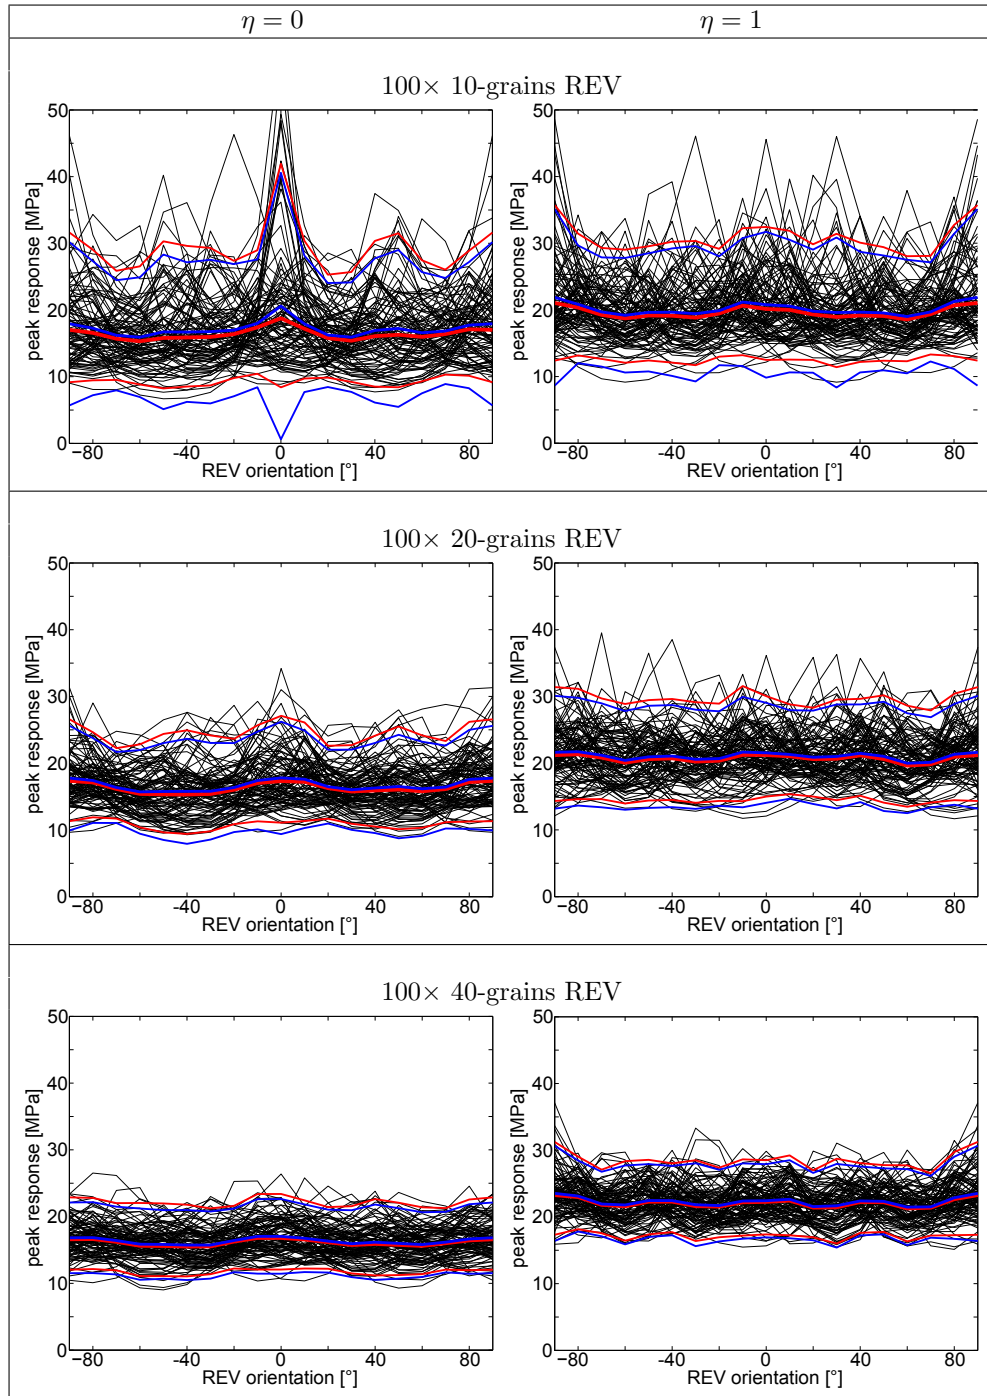 η = 0 η = 1
100× 10-grains REV
50
40
30
20
10
0
peak response [MPa]
−80 -40 0 40 80
REV orientation [°]
50
40
30
20
10
0
peak response [MPa]
−80 -40 0 40 80
REV orientation [°]
100× 20-grains REV
50
40
30
20
10
0
peak response [MPa]
−80 -40 0 40 80
REV orientation [°]
50
40
30
20
10
0
peak response [MPa]
−80 -40 0 40 80
REV orientation [°]
100× 40-grains REV
50
40
30
20
10
0
peak response [MPa]
−80 -40 0 40 80
REV orientation [°]
50
40
30
20
10
0
peak response [MPa]
−80 -40 0 40 80
REV orientation [°]